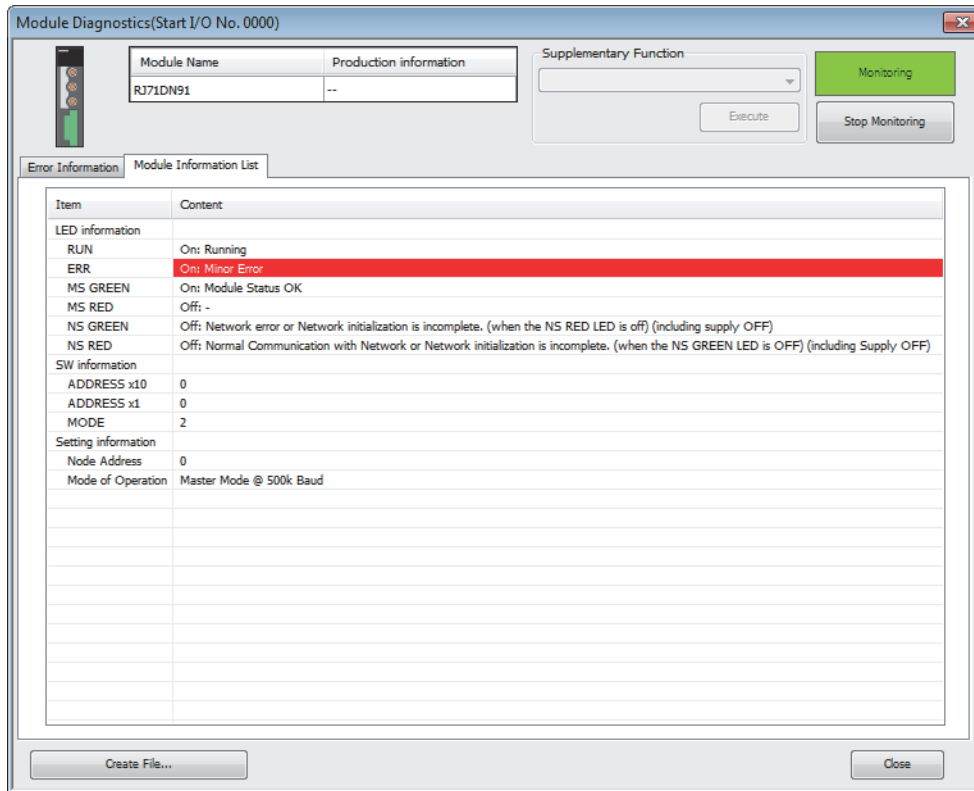 Module Diagnostics(Start I/O No. 0000)
Module Name Production information
RJ71DN91 --
Supplementary Function
Execute
Monitoring
Stop Monitoring
Error Information Module Information List
Item Content
LED information
RUN On: Running
ERR On: Minor Error
MS GREEN On: Module Status OK
MS RED Off: -
NS GREEN Off: Network error or Network initialization is incomplete. (when the NS RED LED is off) (including supply OFF)
NS RED Off: Normal Communication with Network or Network initialization is incomplete. (when the NS GREEN LED is OFF) (including Supply OFF)
SW information
ADDRESS x10 0
ADDRESS x1 0
MODE 2
Setting information
Node Address 0
Mode of Operation Master Mode @ 500k Baud
Create File... Close